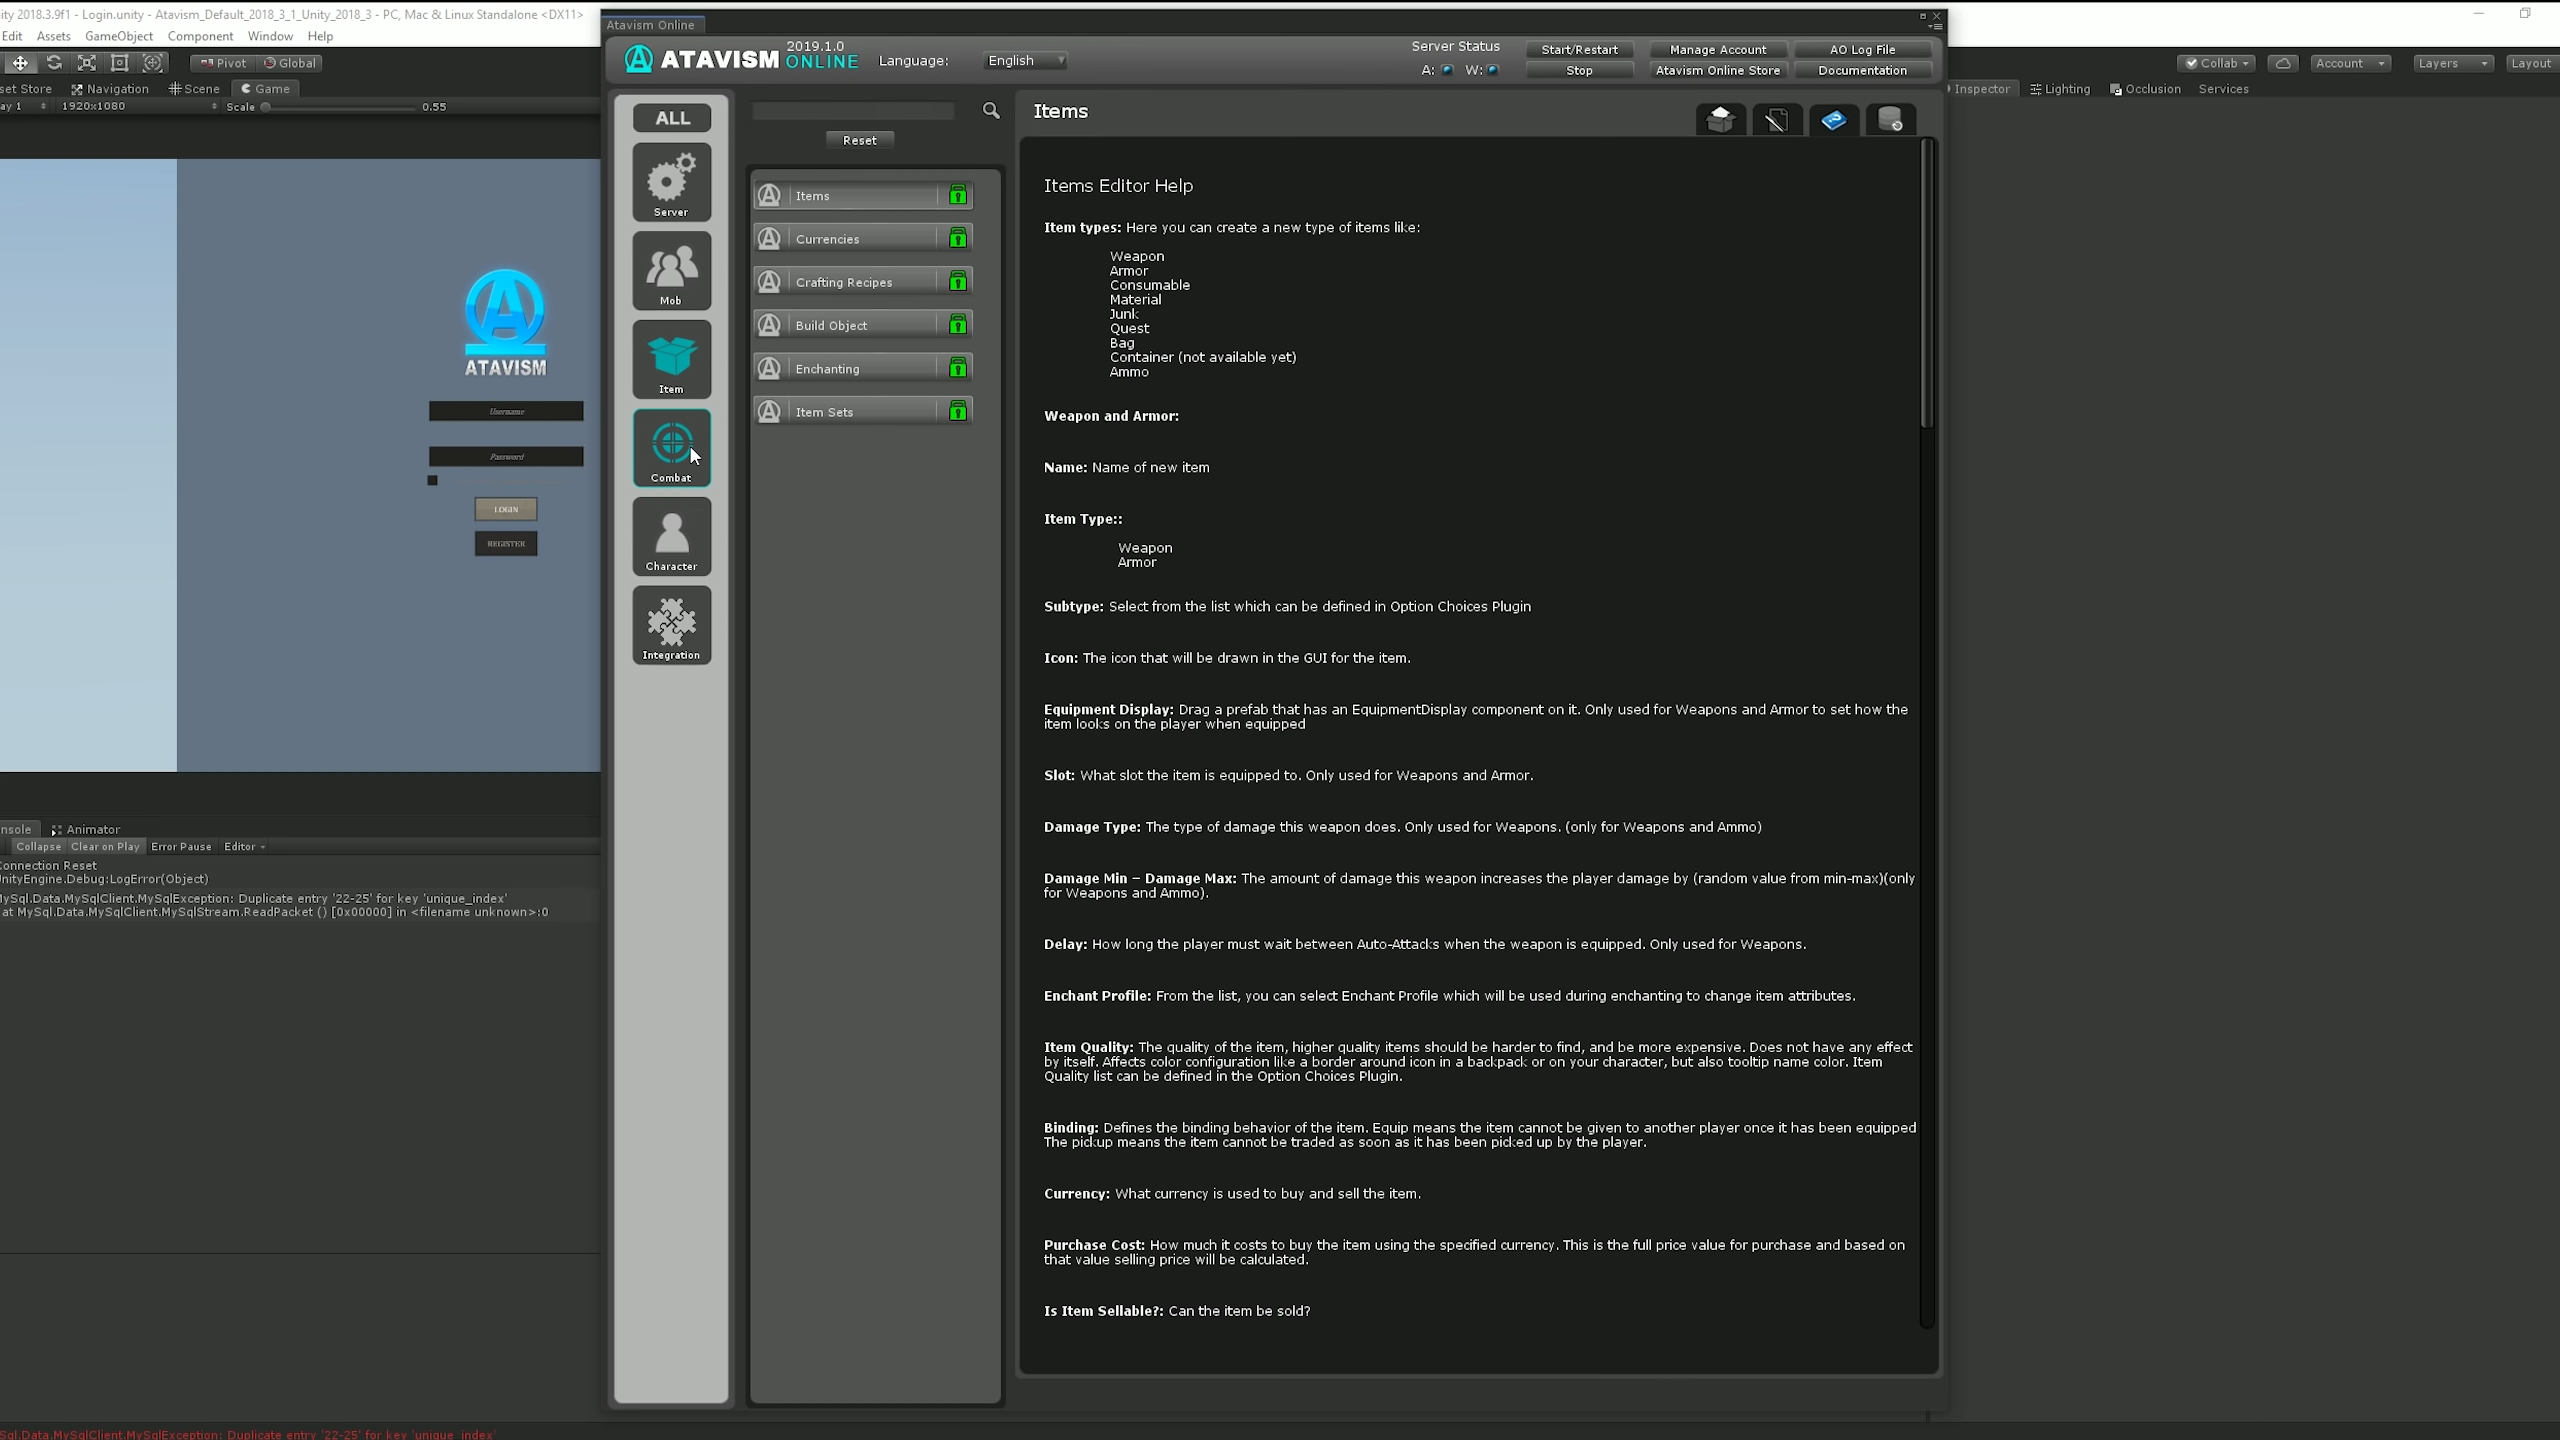 ity 2018.3.9f1 - Login.unity - Atavism_Default_2018_3_1_Unity_2018_3 - PC, Mac & Linux Standalone <DX11>
Edit Assets GameObject Component Window Help
Pivot Global
set Store Navigation Scene Game
ay 1 1920x1080 Scale 0.55
ATAVISM
Username
Password
LOGIN
REGISTER
nsole Animator
Collapse Clear on Play Error Pause Editor
onnection Reset
nityEngine.Debug:LogError(Object)
MySql.Data.MySqlClient.MySqlException: Duplicate entry '22-25' for key 'unique_index'
at MySql.Data.MySqlClient.MySqlStream.ReadPacket () [0x00000] in <filename unknown>:0
Sql.Data.MySqlClient.MySqlException: Duplicate entry '22-25' for key 'unique_index'
Atavism Online
ATAVISM ONLINE 2019.1.0
Language: English
Server Status
A: W:
Start/Restart Manage Account AO Log File
Stop Atavism Online Store Documentation
ALL
Server
Mob
Item
Combat
Character
Integration
Reset
Items
Currencies
Crafting Recipes
Build Object
Enchanting
Item Sets
Items
Items Editor Help
Item types: Here you can create a new type of items like:
Weapon
Armor
Consumable
Material
Junk
Quest
Bag
Container (not available yet)
Ammo
Weapon and Armor:
Name: Name of new item
Item Type::
Weapon
Armor
Subtype: Select from the list which can be defined in Option Choices Plugin
Icon: The icon that will be drawn in the GUI for the item.
Equipment Display: Drag a prefab that has an EquipmentDisplay component on it. Only used for Weapons and Armor to set how the
item looks on the player when equipped
Slot: What slot the item is equipped to. Only used for Weapons and Armor.
Damage Type: The type of damage this weapon does. Only used for Weapons. (only for Weapons and Ammo)
Damage Min – Damage Max: The amount of damage this weapon increases the player damage by (random value from min-max)(only
for Weapons and Ammo).
Delay: How long the player must wait between Auto-Attacks when the weapon is equipped. Only used for Weapons.
Enchant Profile: From the list, you can select Enchant Profile which will be used during enchanting to change item attributes.
Item Quality: The quality of the item, higher quality items should be harder to find, and be more expensive. Does not have any effect
by itself. Affects color configuration like a border around icon in a backpack or on your character, but also tooltip name color. Item
Quality list can be defined in the Option Choices Plugin.
Binding: Defines the binding behavior of the item. Equip means the item cannot be given to another player once it has been equipped
The pickup means the item cannot be traded as soon as it has been picked up by the player.
Currency: What currency is used to buy and sell the item.
Purchase Cost: How much it costs to buy the item using the specified currency. This is the full price value for purchase and based on
that value selling price will be calculated.
Is Item Sellable?: Can the item be sold?
Collab Account Layers Layout
Inspector Lighting Occlusion Services